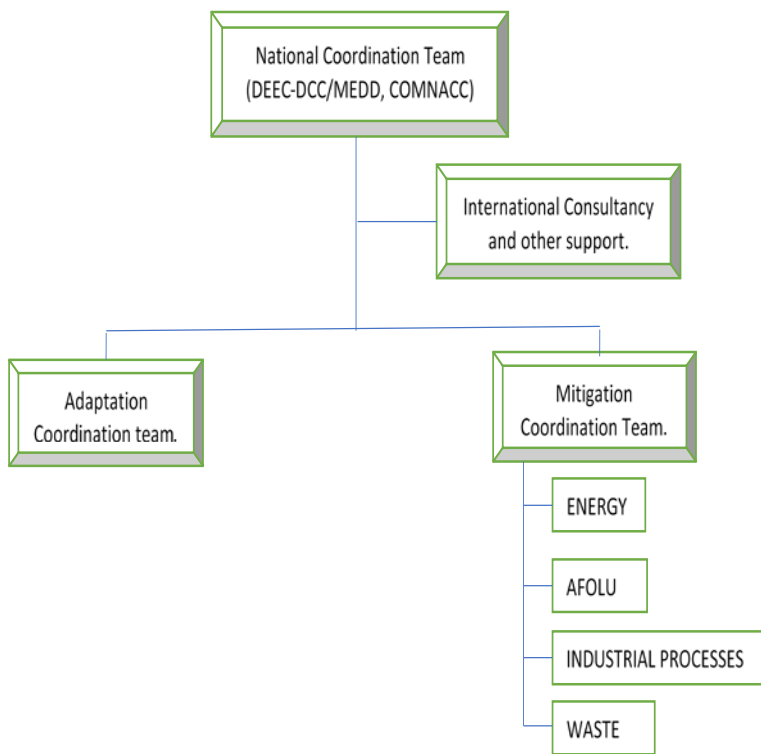 National Coordination Team
(DEEC-DCC/MEDD, COMNACC)
International Consultancy
and other support.
Adaptation
Coordination team.
Mitigation
Coordination Team.
ENERGY
AFOLU
INDUSTRIAL PROCESSES
WASTE